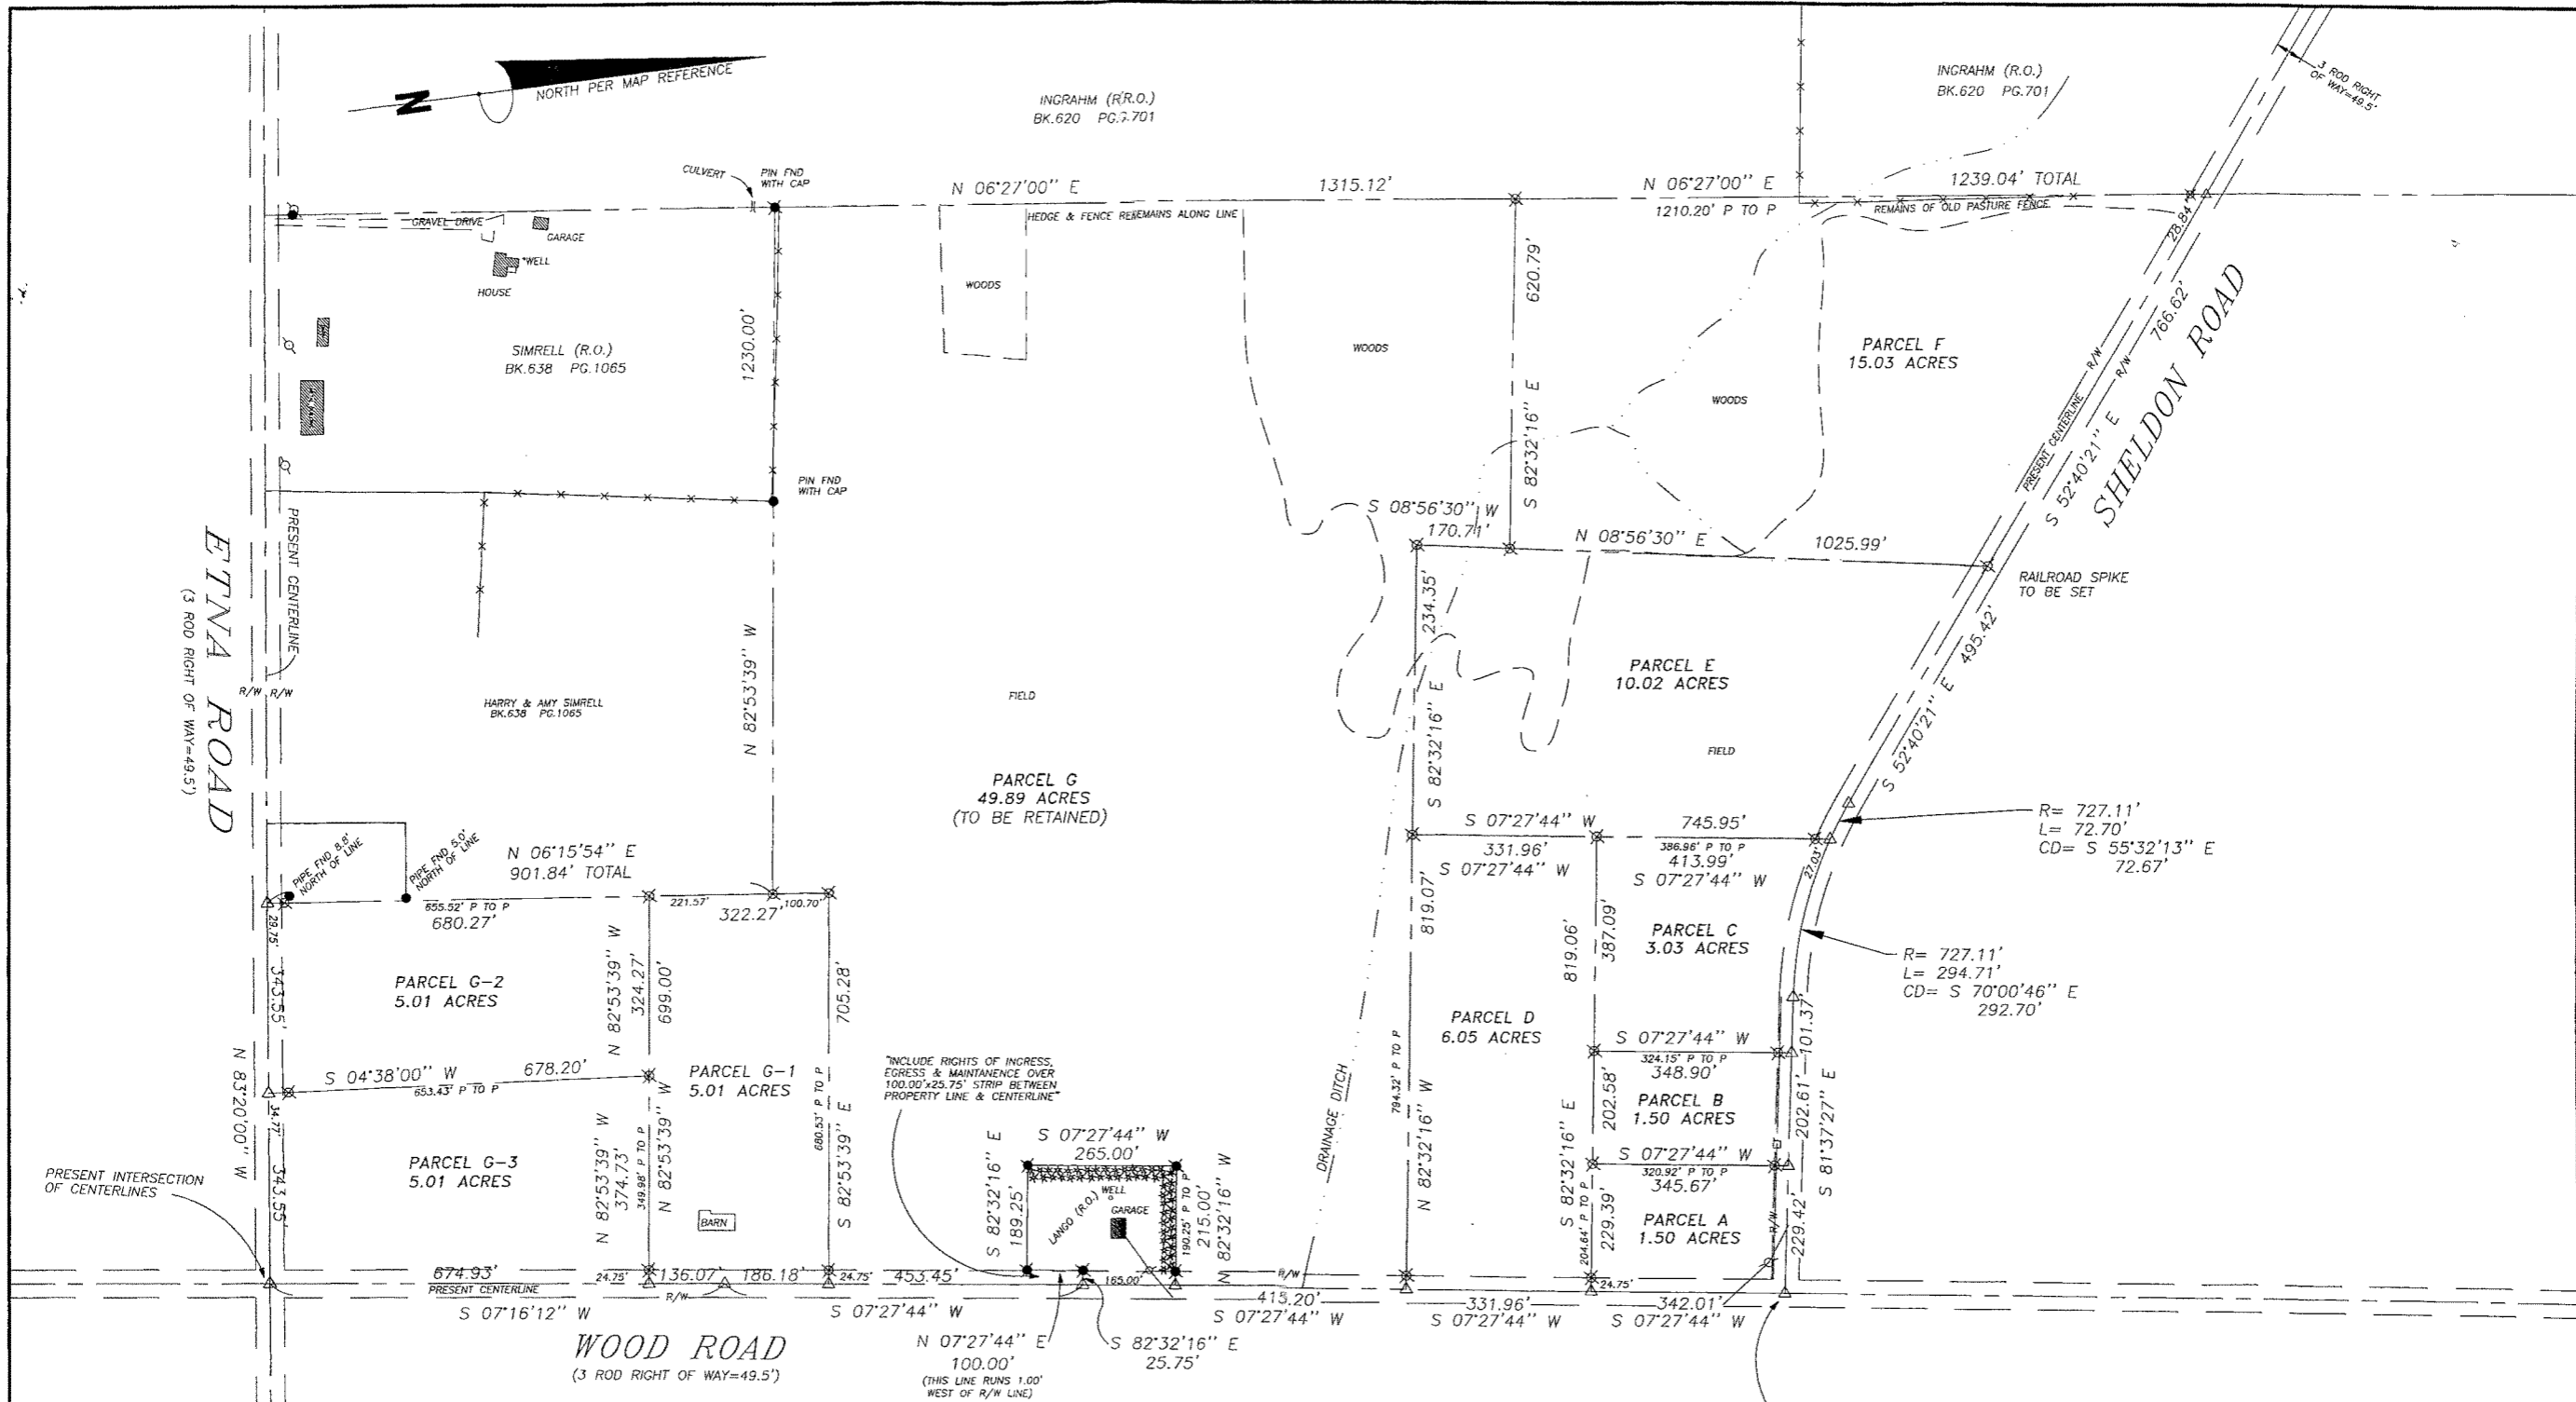 N
NORTH PER MAP REFERENCE
INGRAHM (R.R.O.)
BK.620 PG.7.701
INGRAHM (R.O.)
BK.620 PG.701
3 ROD RIGHT
OF WAY=49.5'
CULVERT
PIN FND
WITH CAP
N 06°27'00" E
1315.12'
N 06°27'00" E
1239.04' TOTAL
1210.20' P TO P
REMAINS OF OLD PASTURE FENCE
GRAVEL DRIVE
GARAGE
WELL
HOUSE
HEDGE & FENCE REREMAINS ALONG LINE
28.84'
WOODS
620.79'
S 82°32'16" E
1230.00'
SIMRELL (R.O.)
BK.638 PG.1065
WOODS
WOODS
PARCEL F
15.03 ACRES
766.62'
R/W
R/W
PRESENT CENTERLINE
S 52°40'21" E
SHELDON ROAD
PIN FND
WITH CAP
S 08°56'30" W
170.71'
N 08°56'30" E
1025.99'
RAILROAD SPIKE
TO BE SET
PRESENT CENTERLINE
ETNA ROAD
(3 ROD RIGHT OF WAY=49.5')
R/W R/W
N 82°53'39" W
HARRY & AMY SIMRELL
BK.638 PG.1065
FIELD
234.35'
S 82°32'16" E
PARCEL E
10.02 ACRES
FIELD
495.42'
S 52°40'21" E
PARCEL G
49.89 ACRES
(TO BE RETAINED)
R= 727.11'
L= 72.70'
CD= S 55°32'13" E
72.67'
S 07°27'44" W
745.95'
331.96'
S 07°27'44" W
386.96' P TO P
413.99'
S 07°27'44" W
27.03'
PIPE FND 8.8'
NORTH OF LINE
PIPE FND 5.0'
NORTH OF LINE
N 06°15'54" E
901.84' TOTAL
655.52' P TO P
680.27'
221.57'
322.27'
100.70'
29.75'
343.55'
PARCEL G-2
5.01 ACRES
N 82°53'39" W
324.27'
699.00'
705.28'
819.07'
819.06'
387.09'
PARCEL C
3.03 ACRES
R= 727.11'
L= 294.71'
CD= S 70°00'46" E
292.70'
PARCEL D
6.05 ACRES
101.37'
S 07°27'44" W
324.15' P TO P
348.90'
N 83°20'00" W
S 04°38'00" W
678.20'
653.43' P TO P
34.77'
PARCEL G-1
5.01 ACRES
680.53' P TO P
"INCLUDE RIGHTS OF INGRESS,
EGRESS & MAINTANENCE OVER
100.00'x25.75' STRIP BETWEEN
PROPERTY LINE & CENTERLINE"
794.32' P TO P
202.58'
PARCEL B
1.50 ACRES
202.61'
S 81°37'27" E
PRESENT INTERSECTION
OF CENTERLINES
343.55'
PARCEL G-3
5.01 ACRES
N 82°53'39" W
374.73'
349.98' P TO P
N 82°53'39" W
S 82°53'39" E
BARN
S 82°32'16" E
189.25'
S 07°27'44" W
265.00'
WELL
LANGO (R.O.)
GARAGE
190.25' P TO P
215.00'
N 82°32'16" W
DRAINAGE DITCH
N 82°32'16" W
S 82°32'16" E
204.64' P TO P
229.39'
S 07°27'44" W
320.92' P TO P
345.67'
PARCEL A
1.50 ACRES
R/W
229.42'
674.93'
PRESENT CENTERLINE
24.75'
136.07'
186.18'
24.75'
453.45'
165.00'
R/W
R/W
415.20'
331.96'
24.75'
342.01'
S 07°16'12" W
S 07°27'44" W
S 07°27'44" W
S 07°27'44" W
S 07°27'44" W
WOOD ROAD
(3 ROD RIGHT OF WAY=49.5')
N 07°27'44" E
100.00'
(THIS LINE RUNS 1.00'
WEST OF R/W LINE)
S 82°32'16" E
25.75'